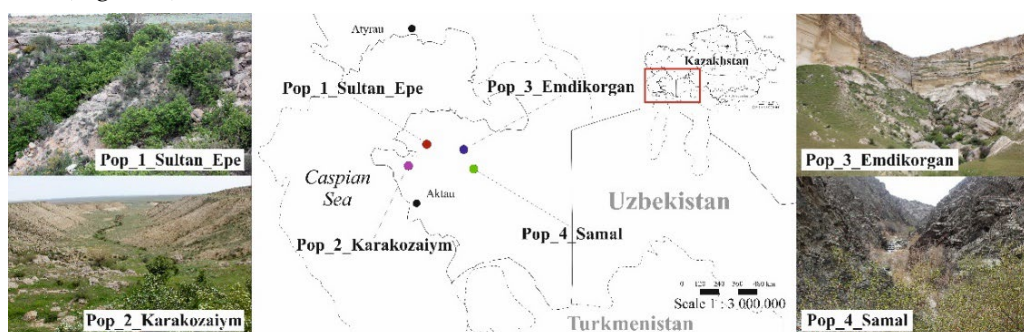 Pop_1_Sultan_Epe
Pop_2_Karakozaiym
Atyrau
Kazakhstan
Pop_1_Sultan_Epe
Pop_3_Emdikorgan
Caspian
Sea
Aktau
Uzbekistan
Pop_2_Karakozaiym
Pop_4_Samal
Scale 1 : 3 000 000
Turkmenistan
Pop_3_Emdikorgan
Pop_4_Samal